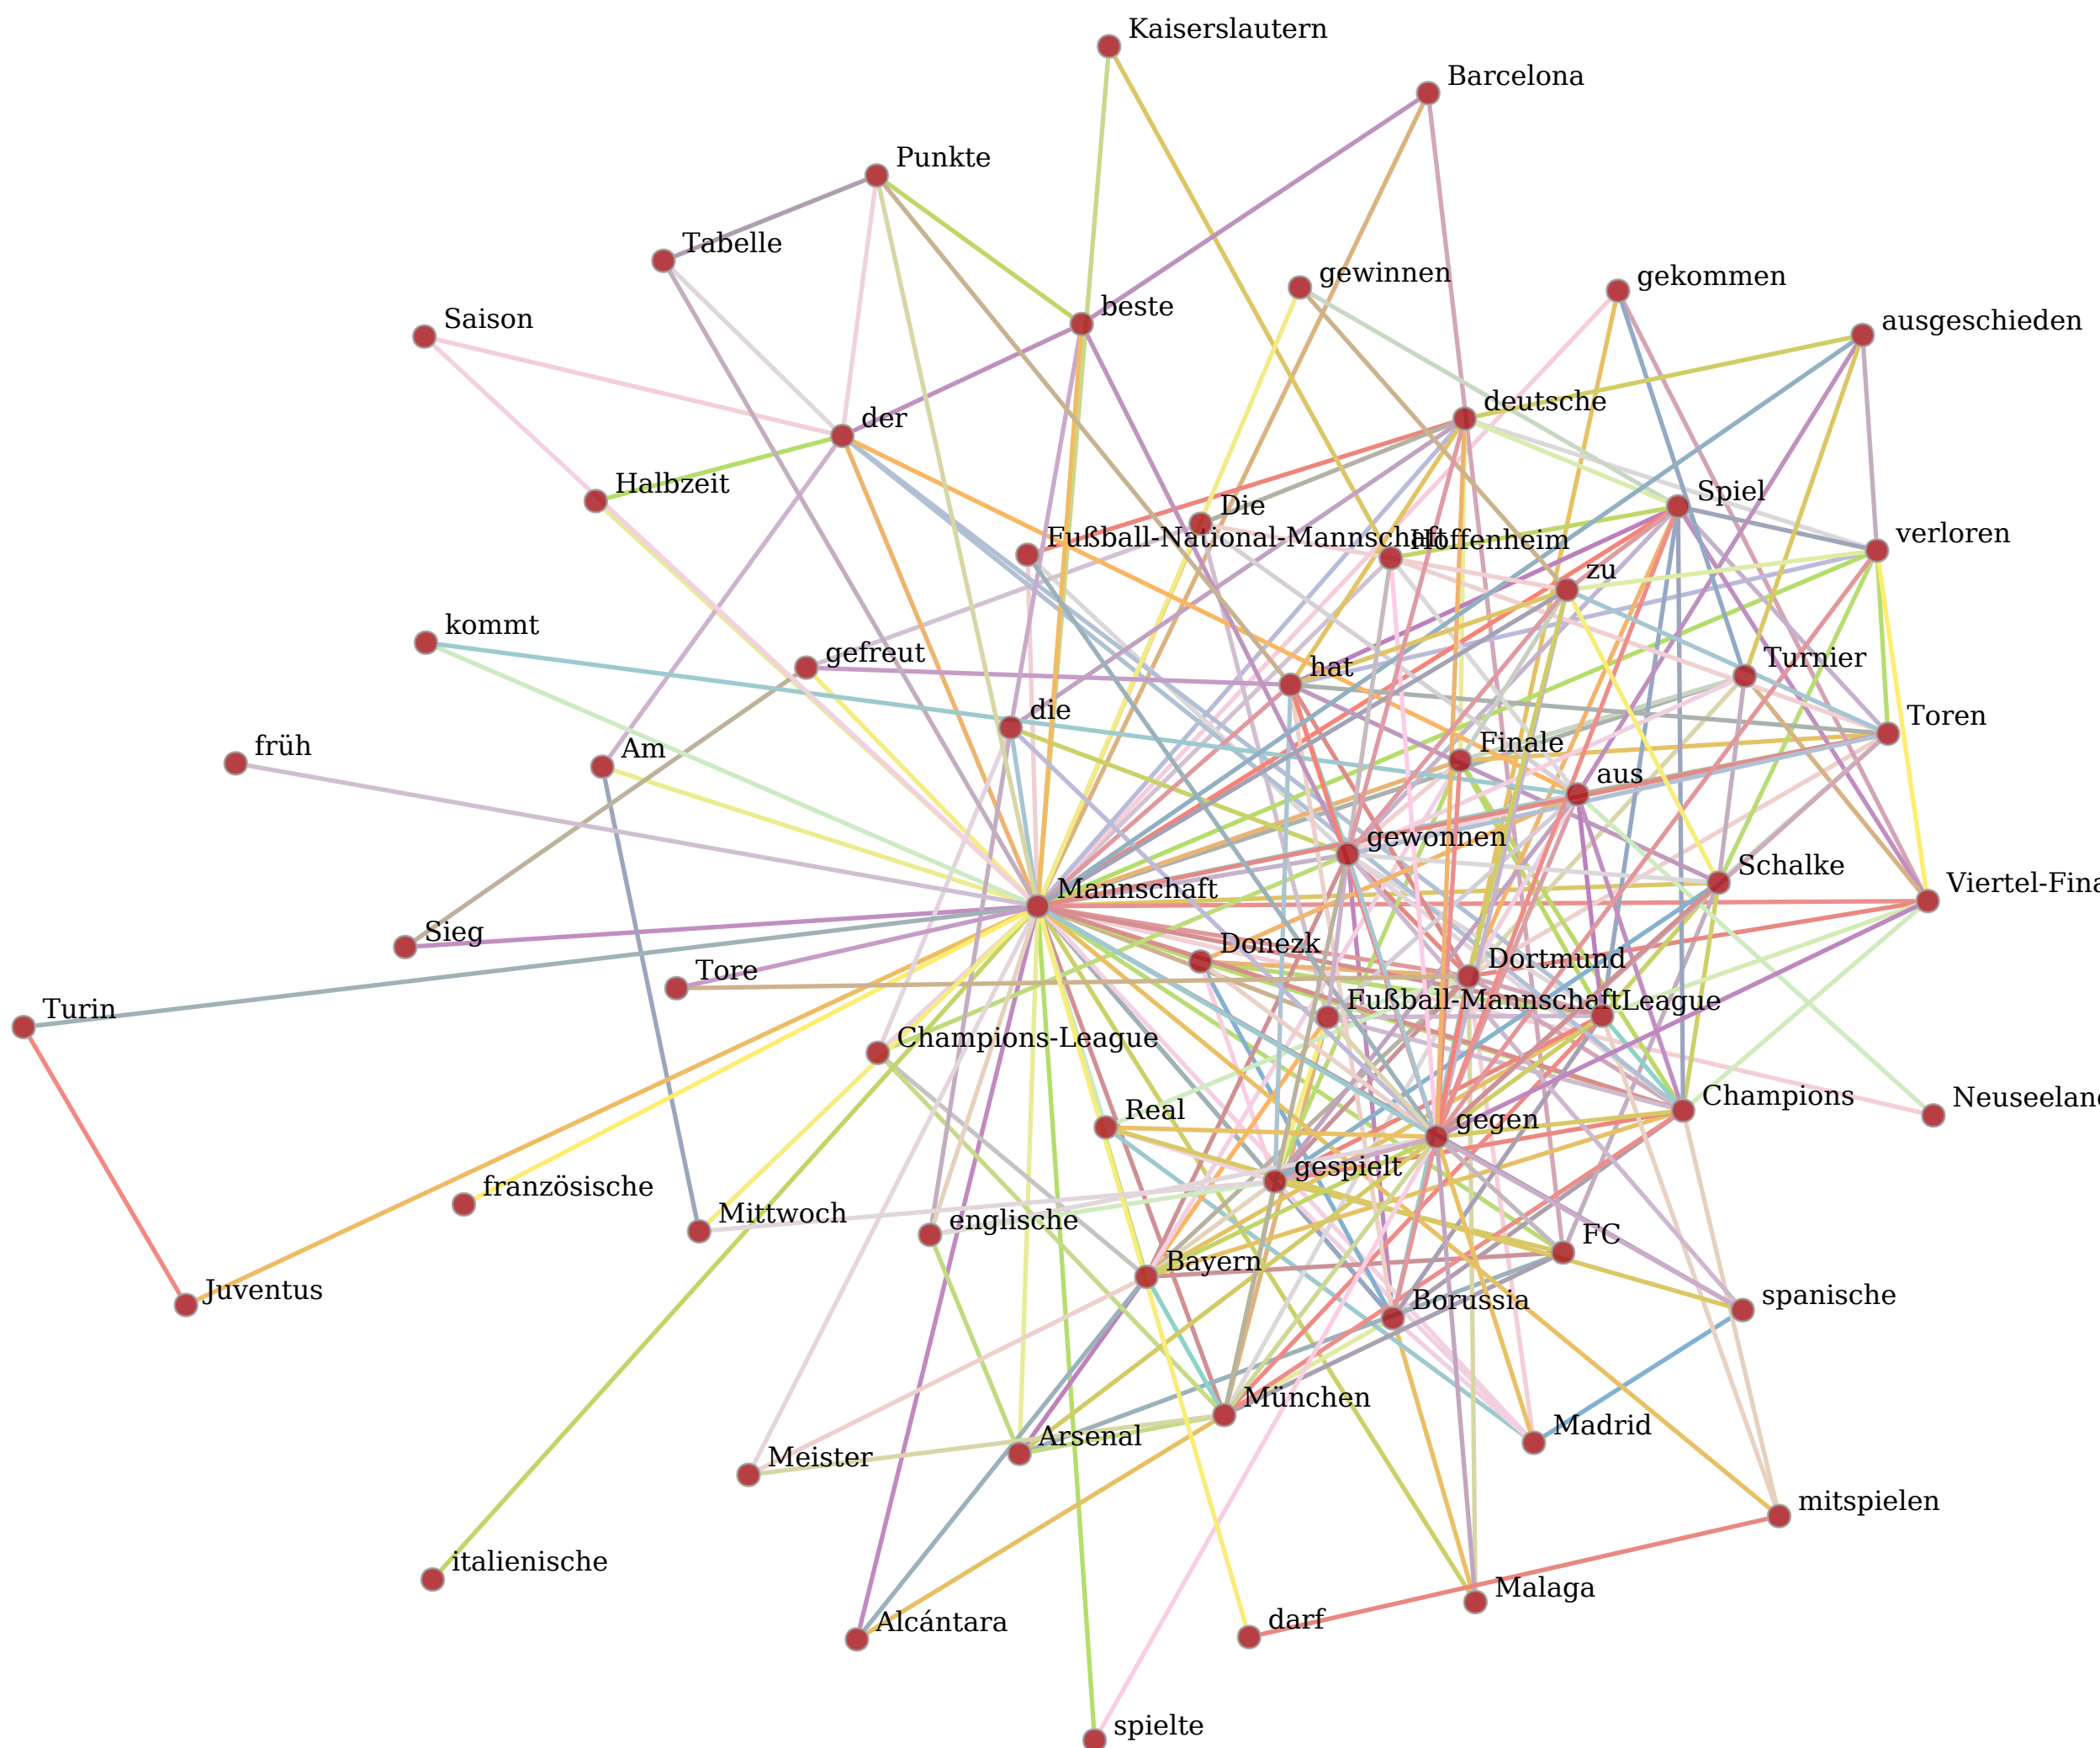 Kaiserslautern
Barcelona
Punkte
Tabelle
gewinnen
gekommen
beste
Saison
ausgeschieden
deutsche
der
Halbzeit
Spiel
Die
verloren
Fußball-National-Mannschaft
Hoffenheim
zu
kommt
gefreut
Turnier
hat
die
Toren
Finale
früh
Am
aus
gewonnen
Schalke
Viertel-Fina
Mannschaft
Sieg
Donezk
Dortmund
Tore
Fußball-Mannschaft
League
Turin
Champions-League
Champions
Neuseelan
Real
gegen
gespielt
französische
Mittwoch
englische
FC
Bayern
Juventus
Borussia
spanische
München
Madrid
Arsenal
Meister
mitspielen
italienische
Malaga
Alcántara
darf
spielte